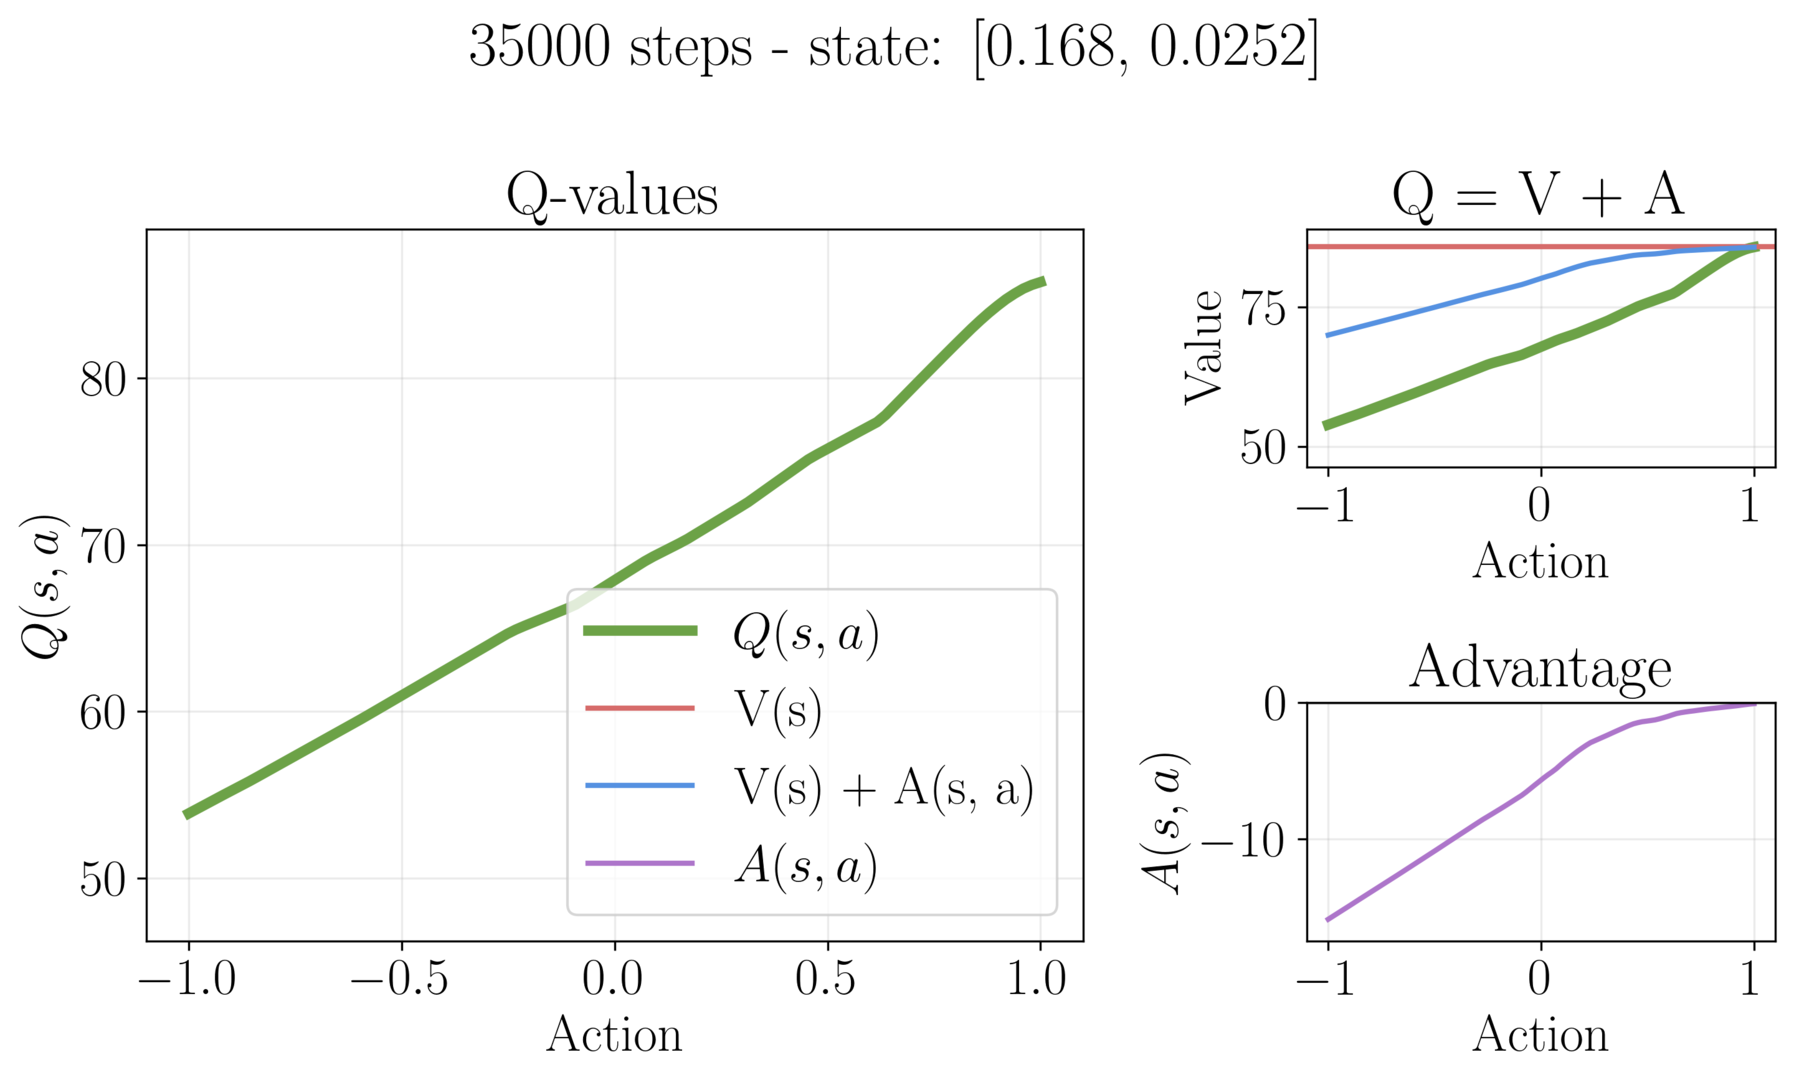 35000 steps - state: [0.168, 0.0252]
Q-values
Q(s, a)
80
70
60
50
−1.0 −0.5 0.0 0.5 1.0
Action
Q(s, a)
V(s)
V(s) + A(s, a)
A(s, a)
Q = V + A
Value
75
50
−1 0 1
Action
Advantage
A(s, a)
0
−10
−1 0 1
Action